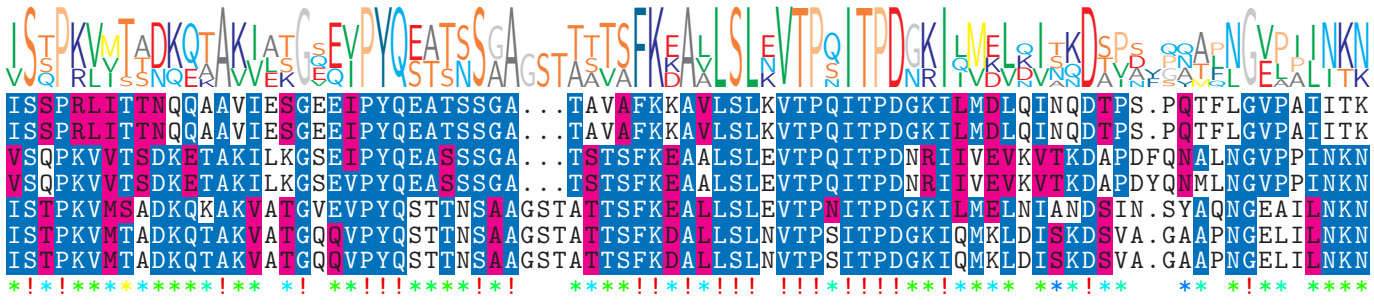 ISSPRLITTNQQAAVIESGEEIPYQEATSSGA...TAVAFKKAVLSLKVTPQITPDGKILMDLQINQDTPS.PQTFLGVPAIITK
ISSPRLITTNQQAAVIESGEEIPYQEATSSGA...TAVAFKKAVLSLKVTPQITPDGKILMDLQINQDTPS.PQTFLGVPAIITK
VSQPKVVTSDKETAKILKGSEIPYQEASSSGA...TSTSFKEAALSLEVTPQITPDNRIIVEVKVTKDAPDFQNALNGVPPINKN
VSQPKVVTSDKETAKILKGSEVPYQEASSSGA...TSTSFKEAALSLEVTPQITPDNRIIVEVKVTKDAPDYQNMLNGVPPINKN
ISTPKVMSADKQKAKVATGVEVPYQSTTNSAAGSTATTSFKEALLSLEVTPNITPDGKILMELNIANDSIN.SYAQNGEAILNKN
ISTPKVMTADKQTAKVATGQQVPYQSTTNSAAGSTATTSFKDALLSLNVTPSITPDGKIQMKLDISKDSVA.GAAPNGELILNKN
ISTPKVMTADKQTAKVATGQQVPYQSTTNSAAGSTATTSFKDALLSLNVTPSITPDGKIQMKLDISKDSVA.GAAPNGELILNKN